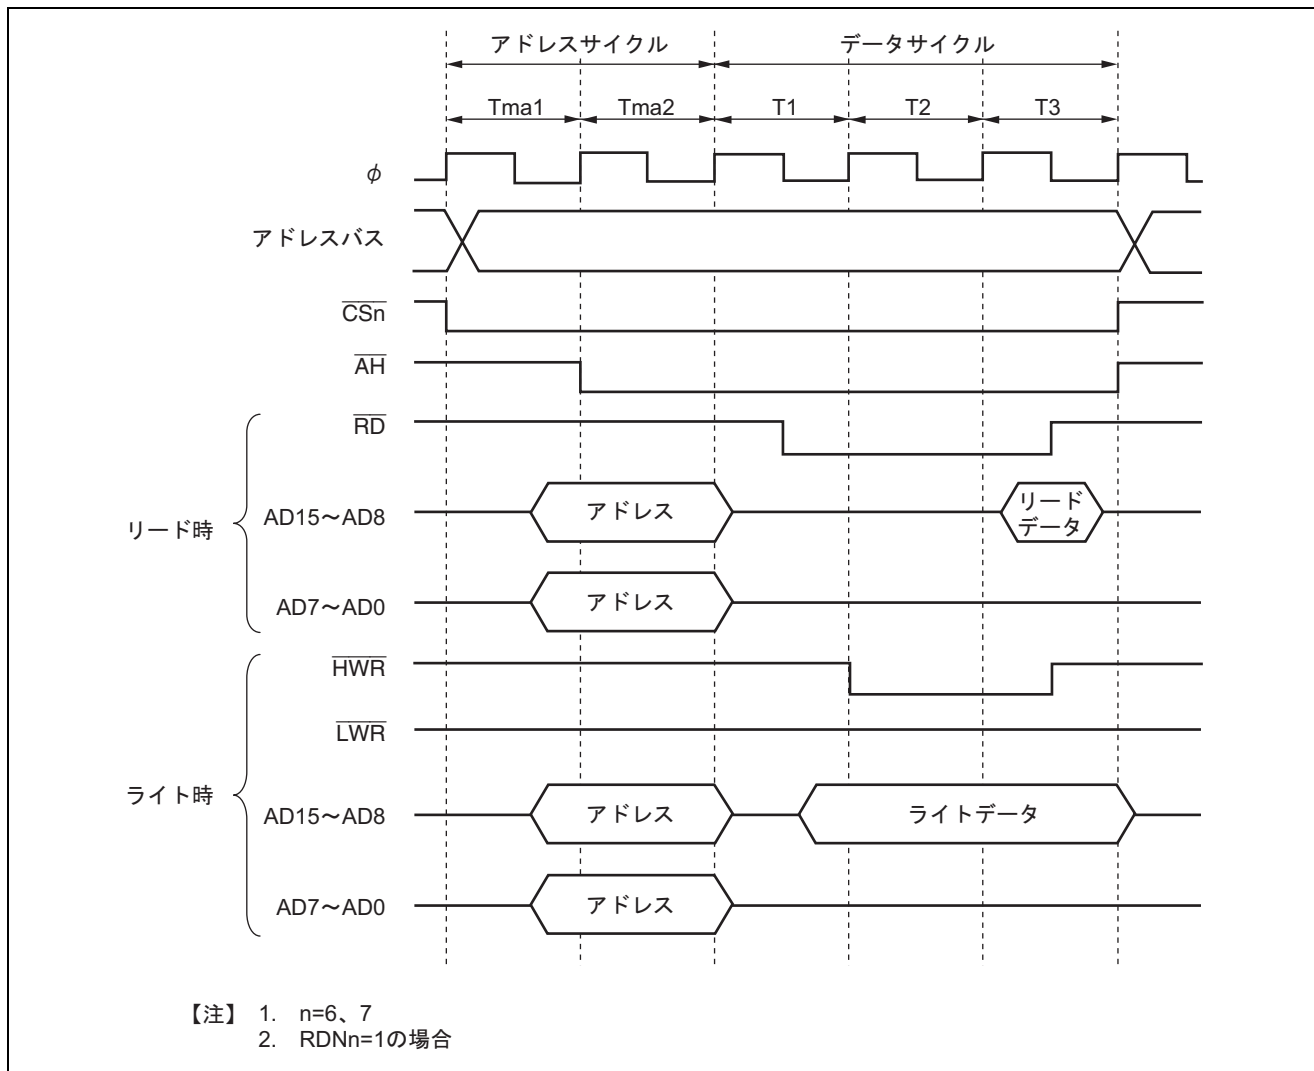 アドレスサイクル データサイクル
Tma1 Tma2 T1 T2 T3
φ
アドレスバス
CSn
AH
RD
リード時
AD15～AD8 アドレス リード
データ
AD7～AD0 アドレス
HWR
LWR
ライト時
AD15～AD8 アドレス ライトデータ
AD7～AD0 アドレス
【注】 1. n=6、7
2. RDNn=1の場合